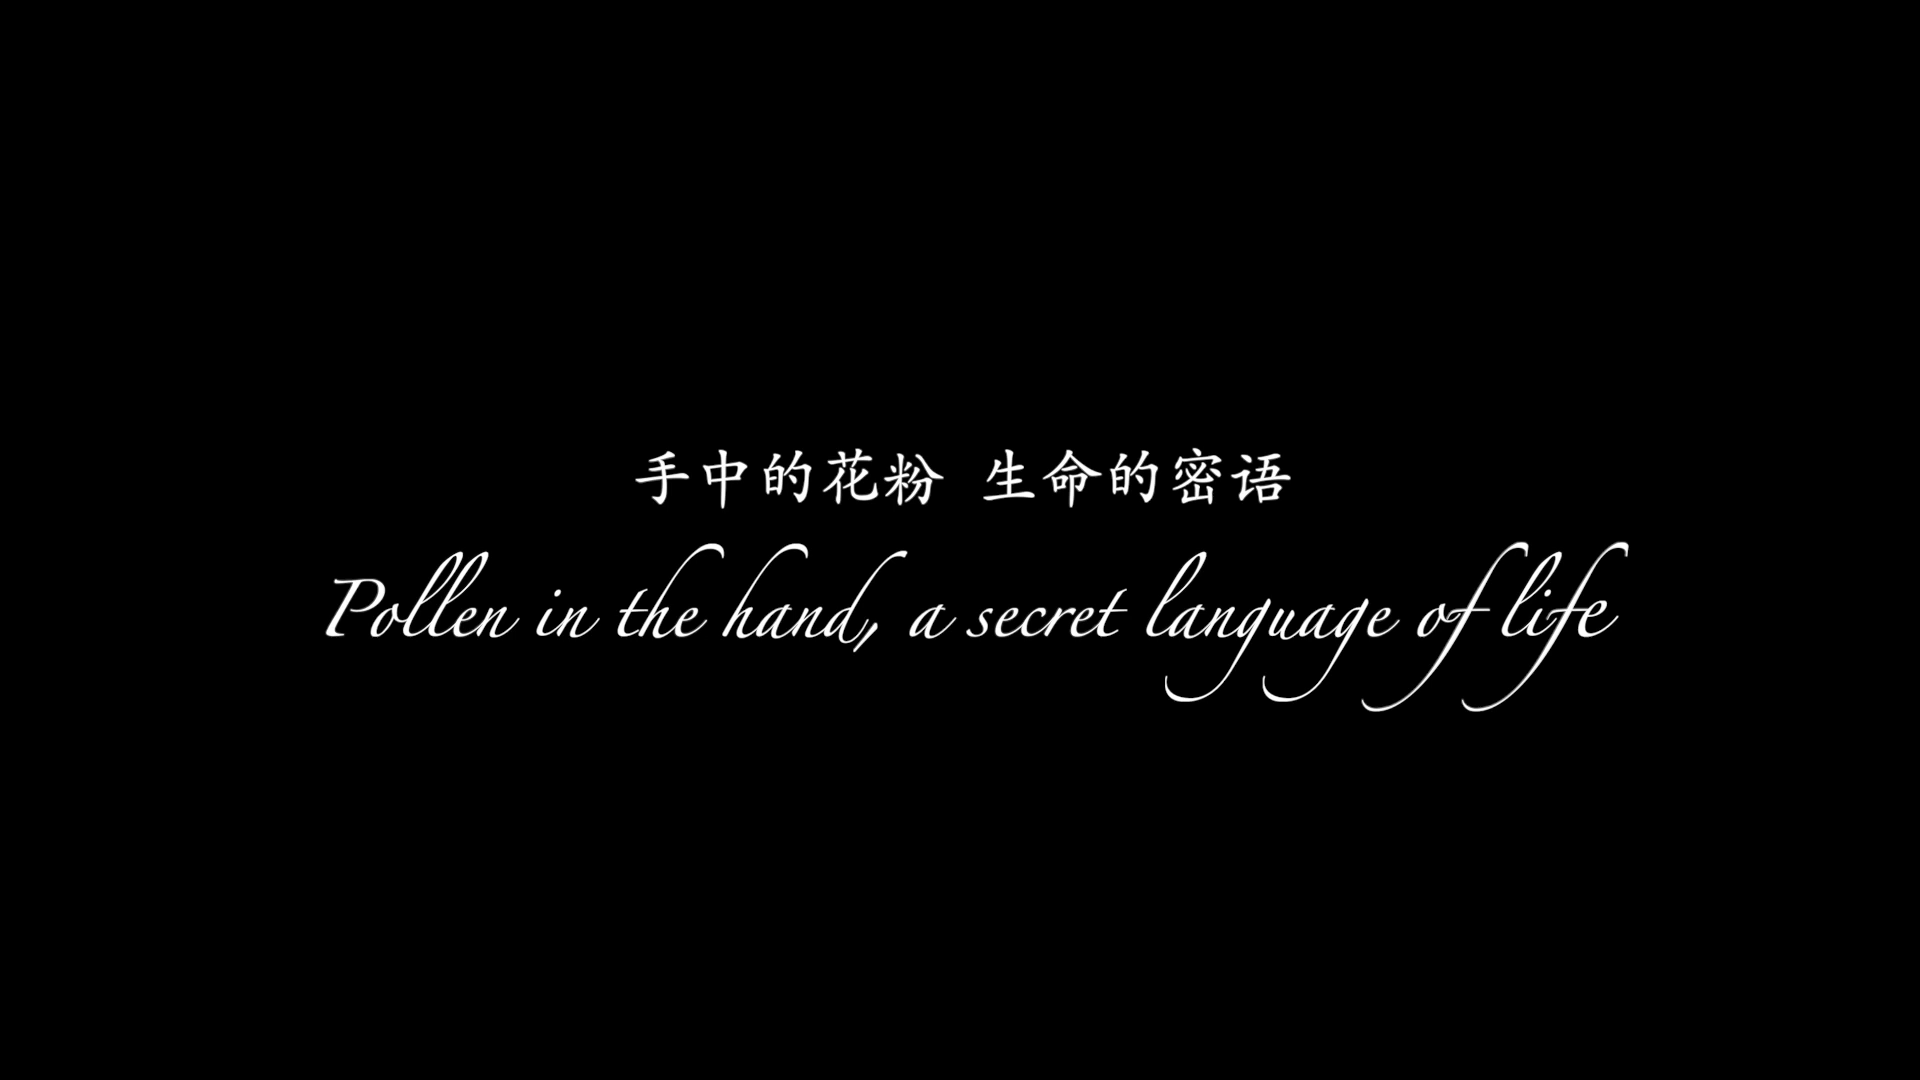 手中的花粉 生命的密语
Pollen in the hand, a secret language of life